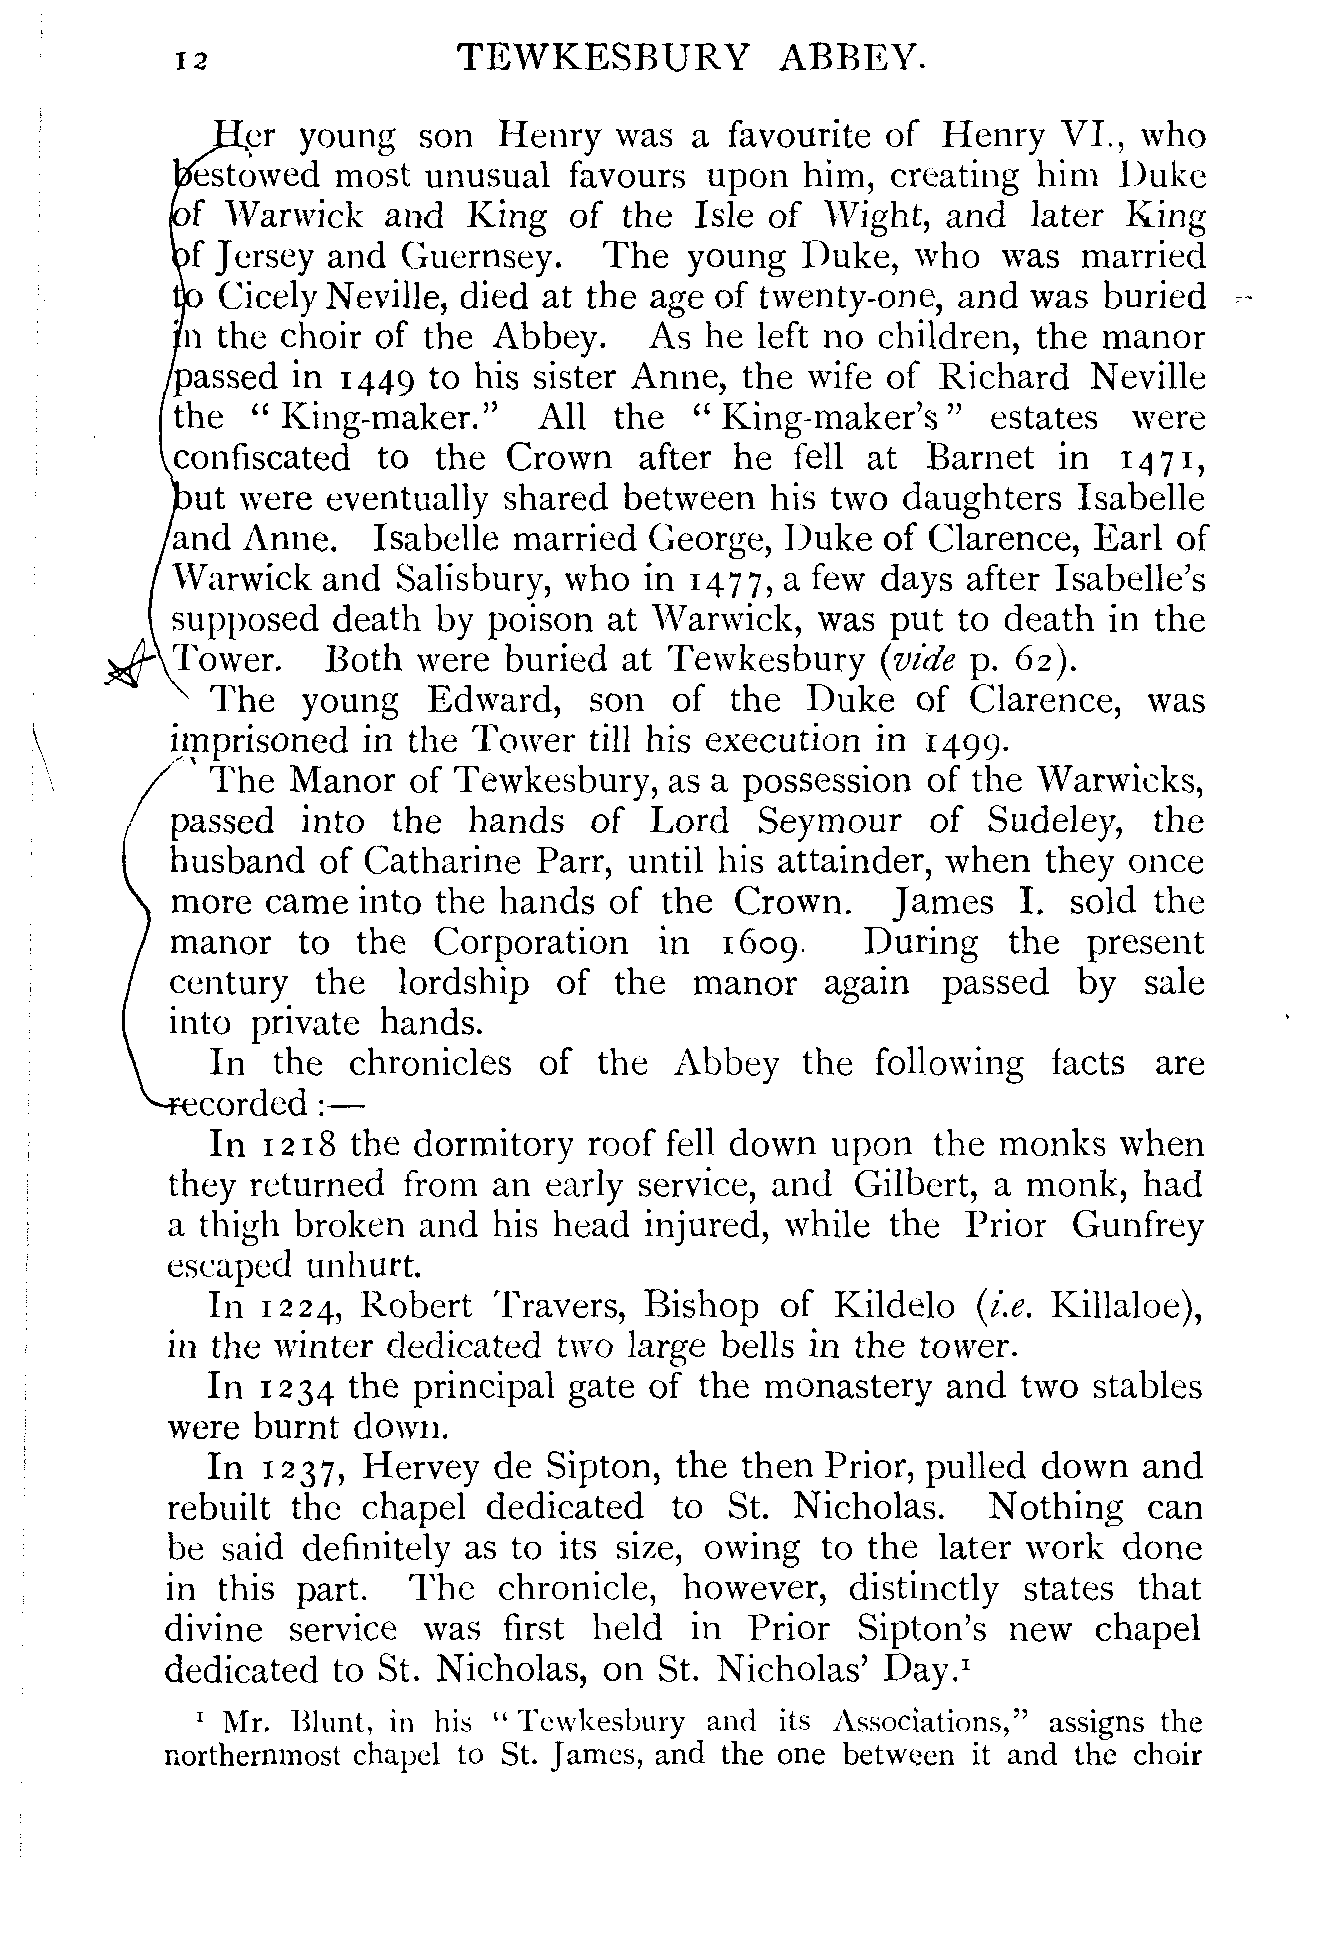 12 TEWKESBURY ABBEY.
Her young son Henry was a favourite of Henry VI., who
bestowed most unusual favours upon him, creating him Duke
of Warwick and King of the Isle of Wight, and later King
of Jersey and Guernsey. The young Duke, who was married
to Cicely Neville, died at the age of twenty-one, and was buried
in the choir of the Abbey. As he left no children, the manor
passed in 1449 to his sister Anne, the wife of Richard Neville
the “ King-maker.” All the “ King-maker’s ” estates were
confiscated to the Crown after he fell at Barnet in 1471,
but were eventually shared between his two daughters Isabelle
and Anne. Isabelle married George, Duke of Clarence, Earl of
Warwick and Salisbury, who in 1477, a few days after Isabelle’s
supposed death by poison at Warwick, was put to death in the
Tower. Both were buried at Tewkesbury (vide p. 62).
The young Edward, son of the Duke of Clarence, was
imprisoned in the Tower till his execution in 1499.
The Manor of Tewkesbury, as a possession of the Warwicks,
passed into the hands of Lord Seymour of Sudeley, the
husband of Catharine Parr, until his attainder, when they once
more came into the hands of the Crown. James I. sold the
manor to the Corporation in 1609. During the present
century the lordship of the manor again passed by sale
into private hands.
In the chronicles of the Abbey the following facts are
recorded :—
In 1218 the dormitory roof fell down upon the monks when
they returned from an early service, and Gilbert, a monk, had
a thigh broken and his head injured, while the Prior Gunfrey
escaped unhurt.
In 1224, Robert Travers, Bishop of Kildelo (i.e. Killaloe),
in the winter dedicated two large bells in the tower.
In 1234 the principal gate of the monastery and two stables
were burnt down.
In 1237, Hervey de Sipton, the then Prior, pulled down and
rebuilt the chapel dedicated to St. Nicholas. Nothing can
be said definitely as to its size, owing to the later work done
in this part. The chronicle, however, distinctly states that
divine service was first held in Prior Sipton’s new chapel
dedicated to St. Nicholas, on St. Nicholas’ Day.¹
¹ Mr. Blunt, in his “ Tewkesbury and its Associations,” assigns the
northernmost chapel to St. James, and the one between it and the choir